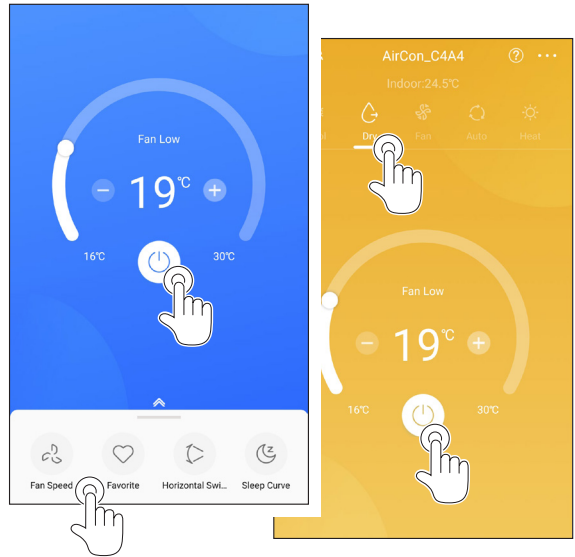 Fan Low
19℃
16℃
30℃
Fan Speed
Favorite
Horizontal Swi...
Sleep Curve
AirCon_C4A4
Indoor:24.5℃
Dry
Fan
Auto
Heat
Fan Low
19℃
16℃
30℃